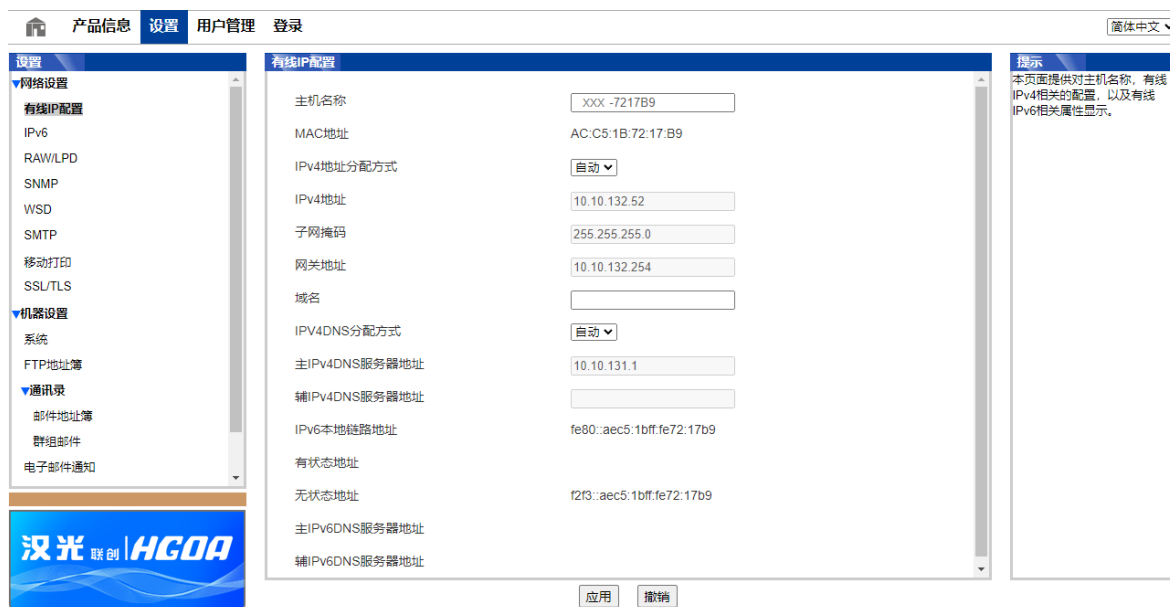 产品信息 设置 用户管理 登录
简体中文
设置
网络设置
有线IP配置
IPv6
RAW/LPD
SNMP
WSD
SMTP
移动打印
SSL/TLS
机器设置
系统
FTP地址簿
通讯录
邮件地址簿
群组邮件
电子邮件通知
汉光 联创 HGOA
有线IP配置
主机名称 XXX -7217B9
MAC地址 AC:C5:1B:72:17:B9
IPv4地址分配方式 自动
IPv4地址 10.10.132.52
子网掩码 255.255.255.0
网关地址 10.10.132.254
域名
IPV4DNS分配方式 自动
主IPv4DNS服务器地址 10.10.131.1
辅IPv4DNS服务器地址
IPv6本地链路地址 fe80::aec5:1bff:fe72:17b9
有状态地址
无状态地址 f2f3::aec5:1bff:fe72:17b9
主IPv6DNS服务器地址
辅IPv6DNS服务器地址
应用 撤销
提示
本页面提供对主机名称，有线
IPv4相关的配置，以及有线
IPv6相关属性显示。